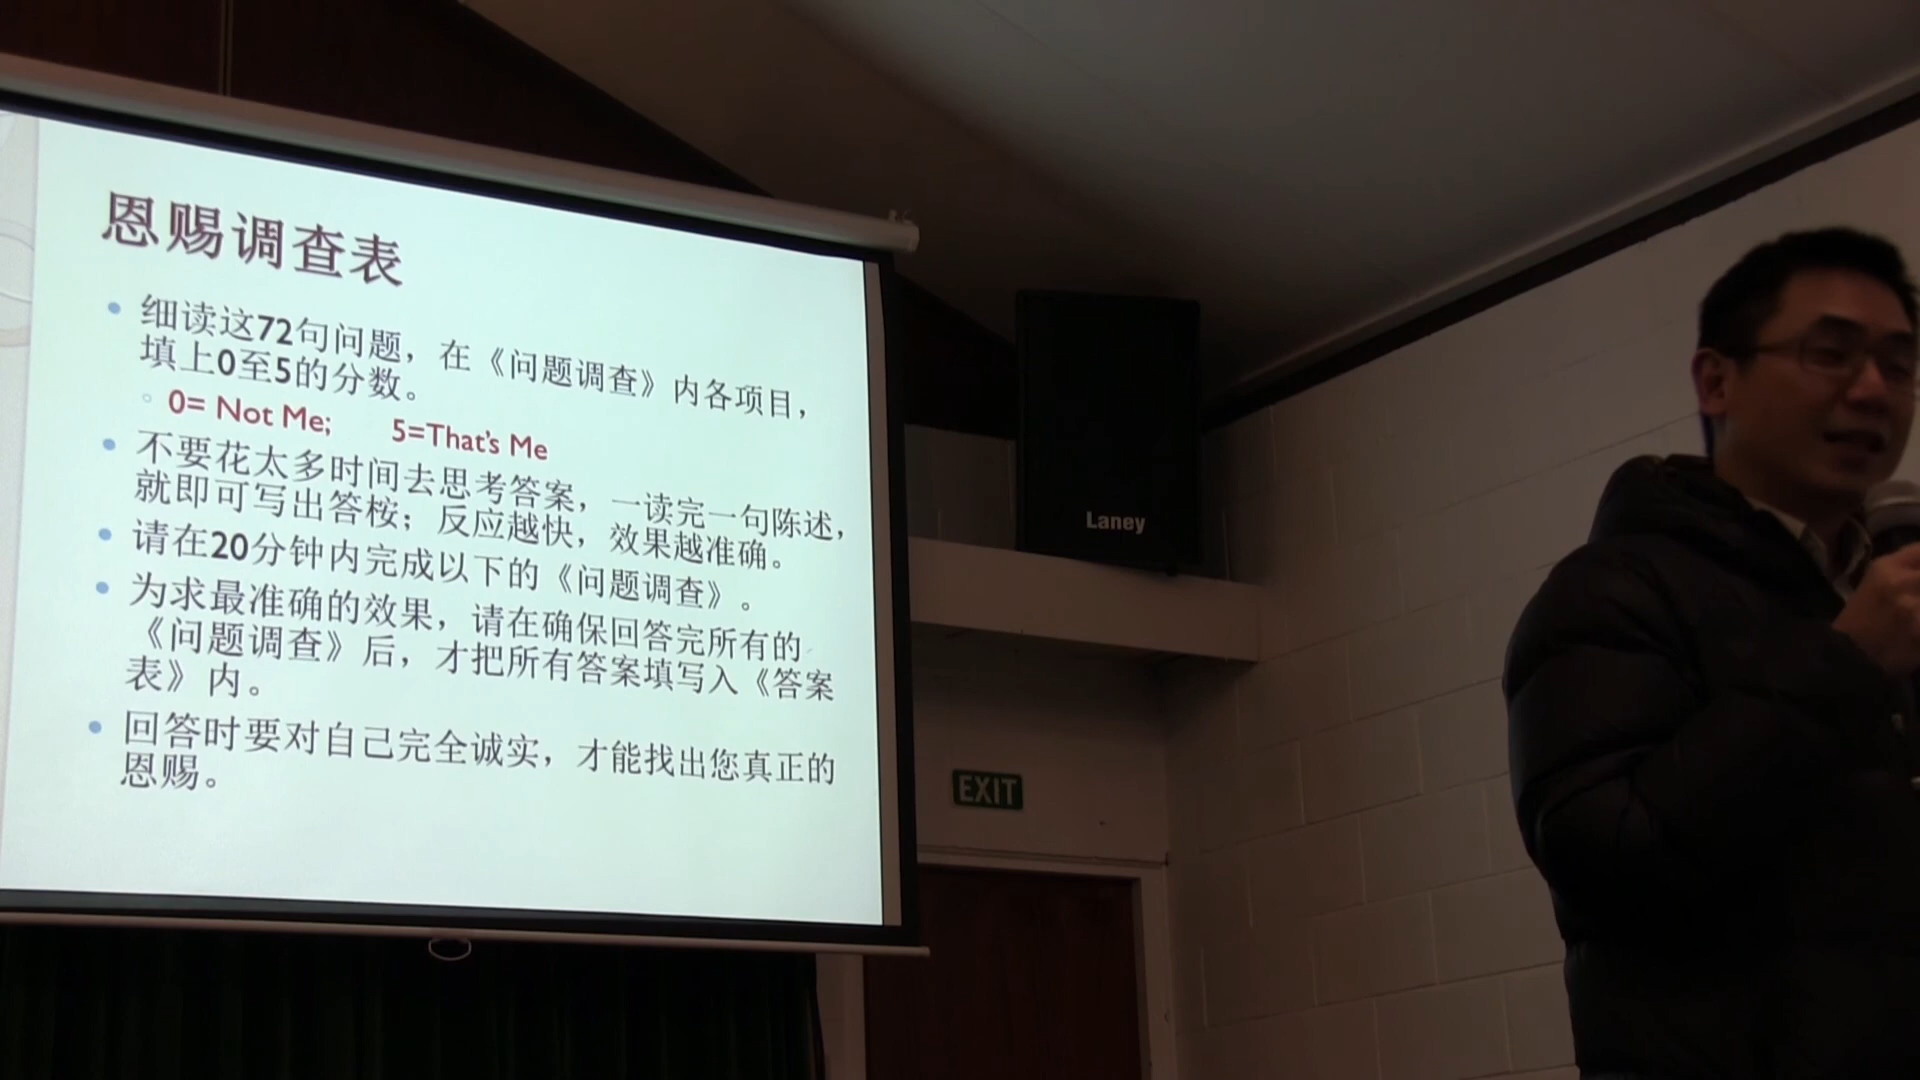 恩赐调查表
• 细读这72句问题，在《问题调查》内各项目，
填上0至5的分数。
◦ 0= Not Me; 5=That's Me
• 不要花太多时间去思考答案，一读完一句陈述，
就即可写出答桉；反应越快，效果越准确。
• 请在20分钟内完成以下的《问题调查》。
• 为求最准确的效果，请在确保回答完所有的
《问题调查》后，才把所有答案填写入《答案
表》内。
• 回答时要对自己完全诚实，才能找出您真正的
恩赐。
Laney
EXIT